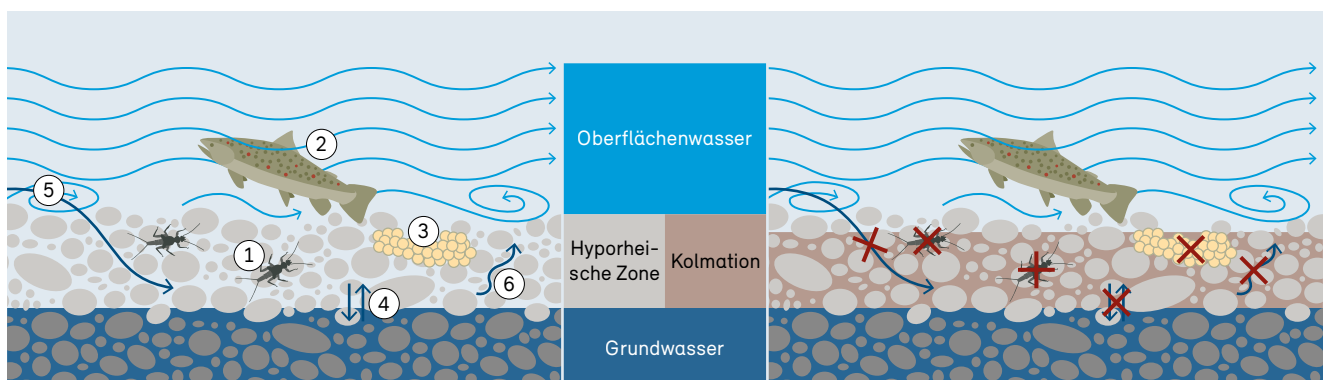 2
Oberflächenwasser
5
3
1
Hyporhei-
sche Zone
Kolmation
6
4
Grundwasser